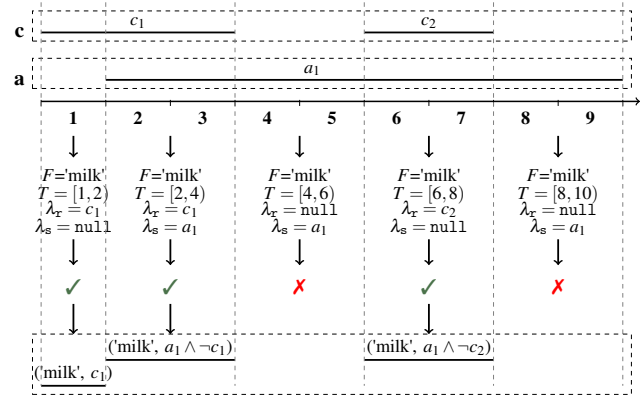 c c₁ c₂
a a₁
1 2 3 4 5 6 7 8 9
F='milk' F='milk' F='milk' F='milk' F='milk'
T = [1,2) T = [2,4) T = [4,6) T = [6,8) T = [8,10)
λᵣ = c₁ λᵣ = c₁ λᵣ = null λᵣ = c₂ λᵣ = null
λₛ = null λₛ = a₁ λₛ = a₁ λₛ = null λₛ = a₁
✓ ✓ ✗ ✓ ✗
('milk', a₁ ∧ ¬c₁) ('milk', a₁ ∧ ¬c₂)
('milk', c₁)